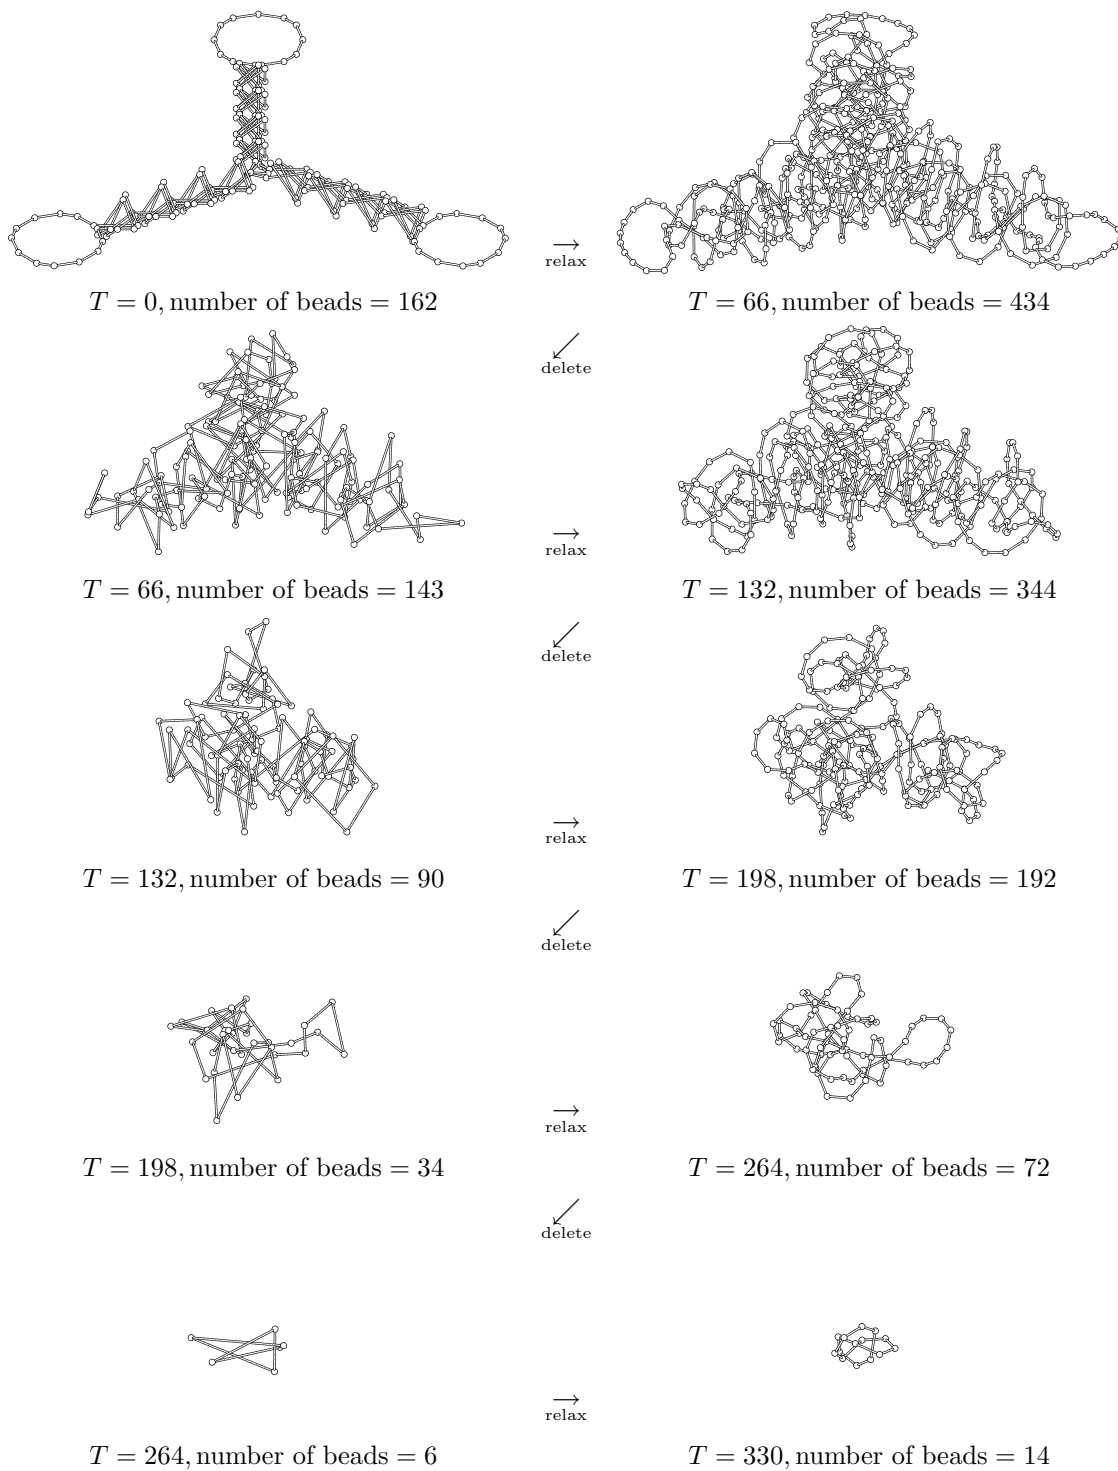 →
relax
T = 0, number of beads = 162
T = 66, number of beads = 434
↙
delete
→
relax
T = 66, number of beads = 143
T = 132, number of beads = 344
↙
delete
→
relax
T = 132, number of beads = 90
T = 198, number of beads = 192
↙
delete
→
relax
T = 198, number of beads = 34
T = 264, number of beads = 72
↙
delete
→
relax
T = 264, number of beads = 6
T = 330, number of beads = 14